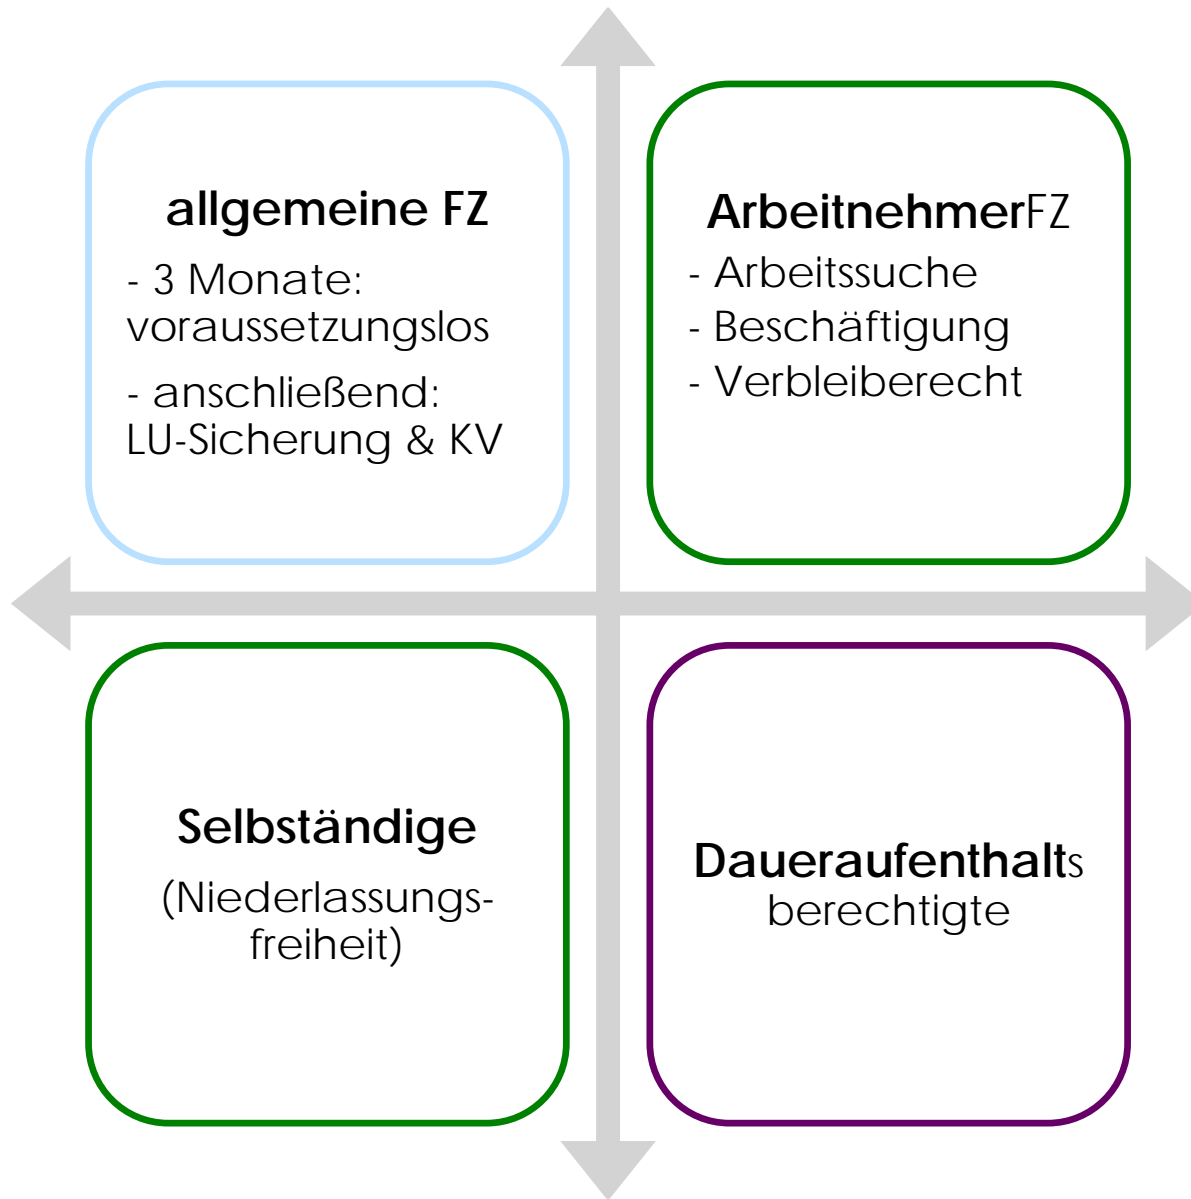 allgemeine FZ
- 3 Monate:
voraussetzungslos
- anschließend:
LU-Sicherung & KV
ArbeitnehmerFZ
- Arbeitssuche
- Beschäftigung
- Verbleiberecht
Selbständige
(Niederlassungs-
freiheit)
Daueraufenthalts
berechtigte